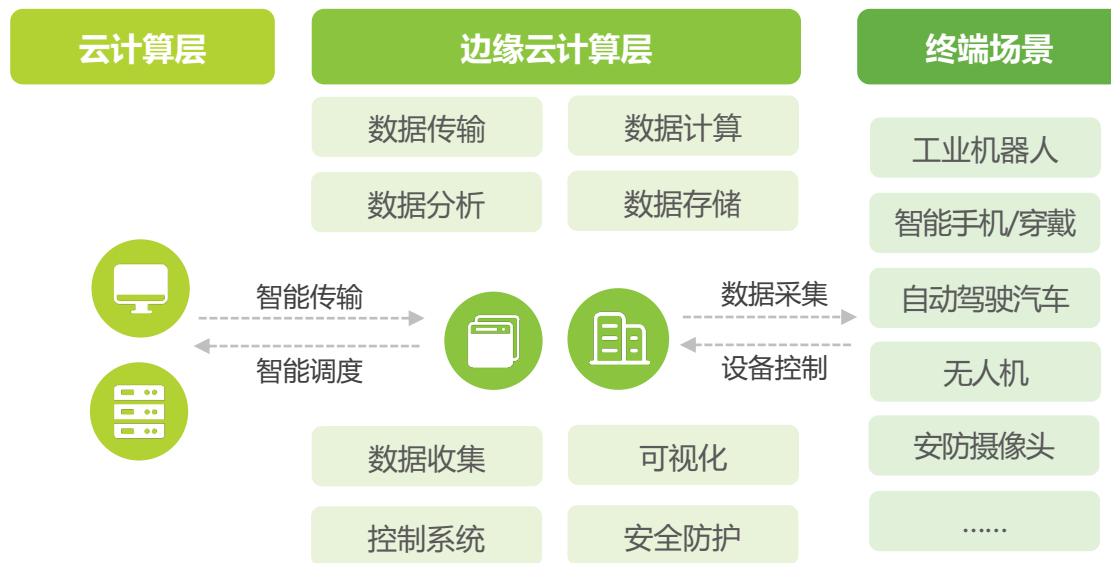 云计算层
边缘云计算层
终端场景
数据传输
数据计算
数据分析
数据存储
智能传输
智能调度
数据采集
设备控制
数据收集
可视化
控制系统
安全防护
工业机器人
智能手机/穿戴
自动驾驶汽车
无人机
安防摄像头
……